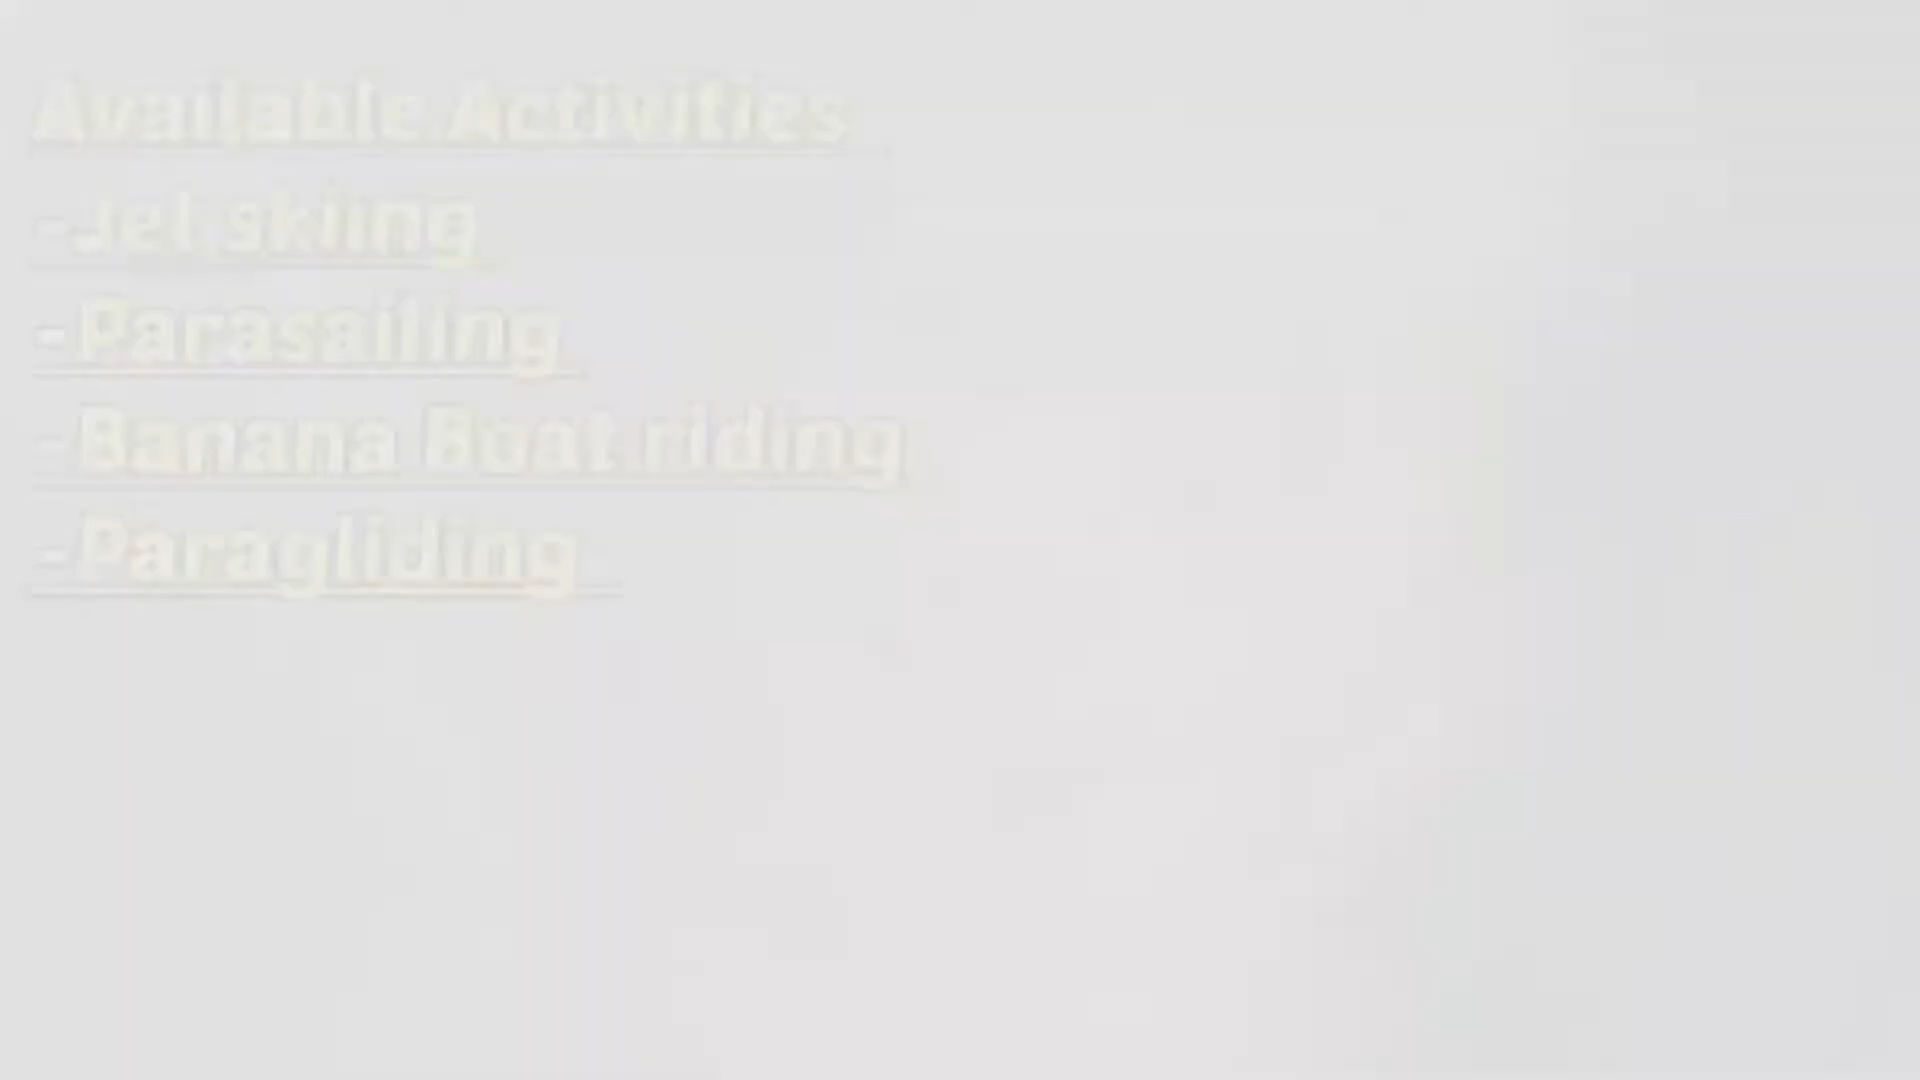 Available Activities
-Jet skiing
-Parasailing
-Banana Boat riding
-Paragliding